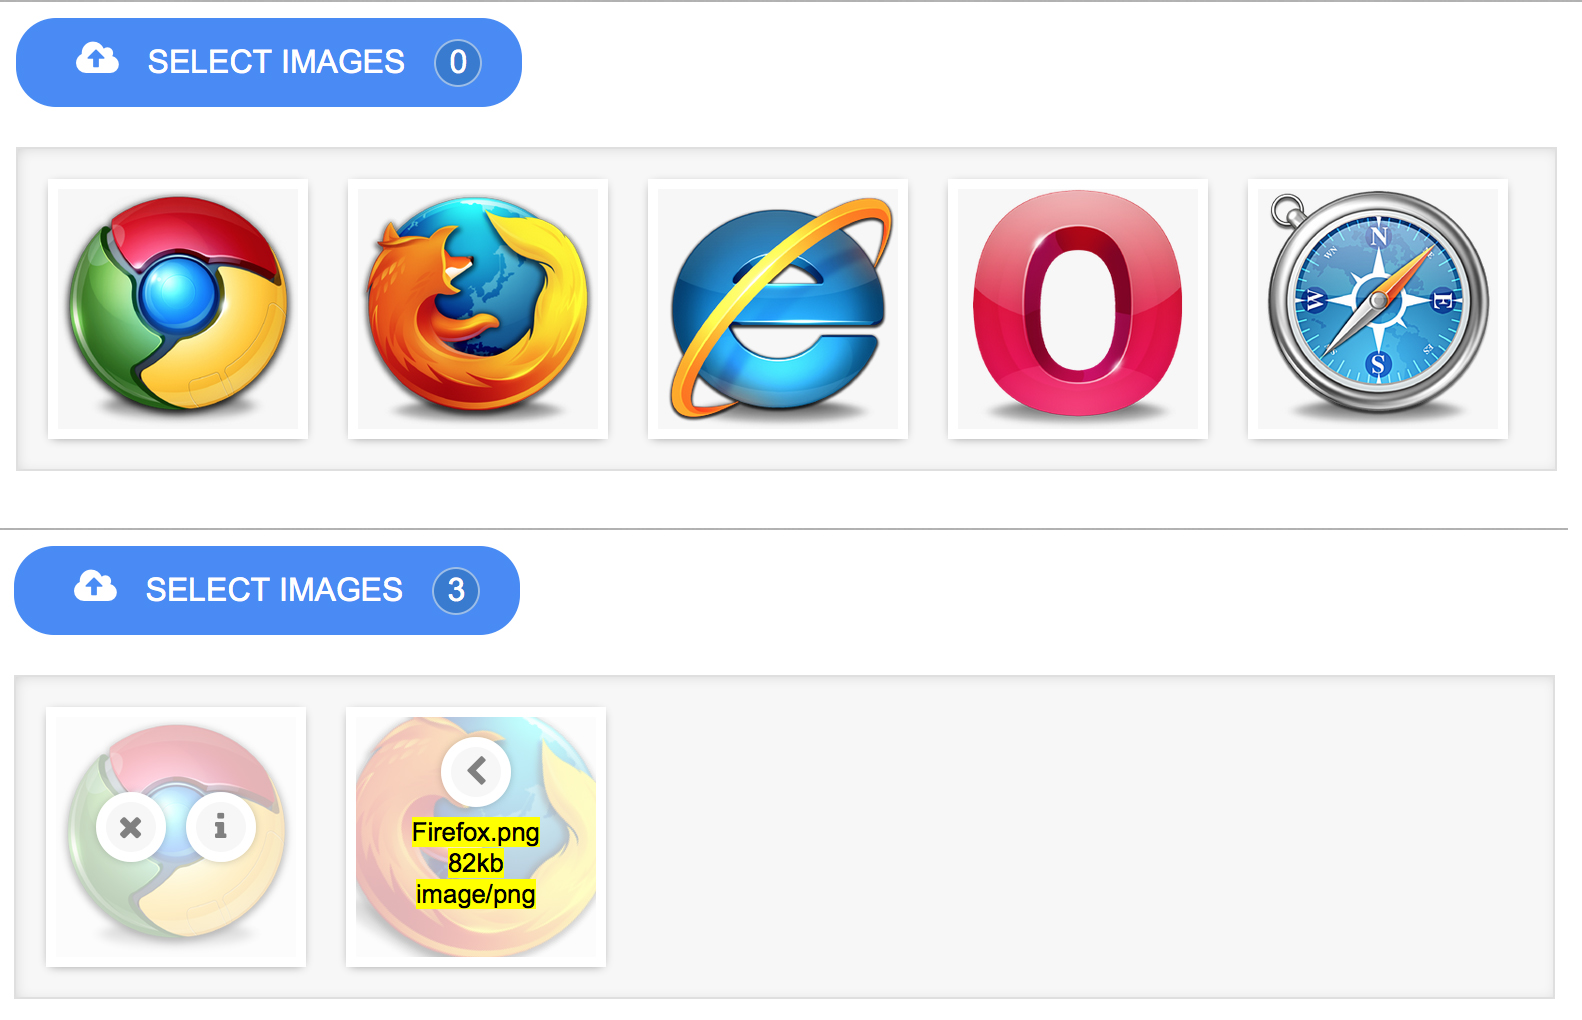 SELECT IMAGES 0
N
W
E
S
SELECT IMAGES 3
Firefox.png
82kb
image/png